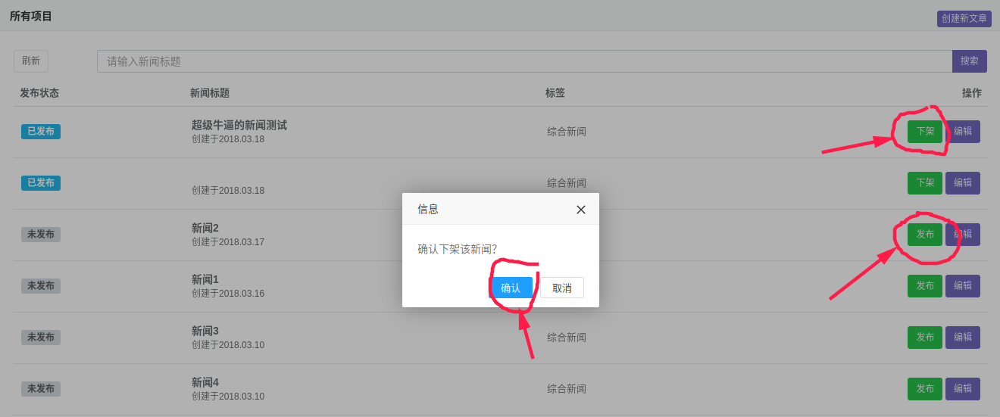 所有项目
创建新文章
刷新
请输入新闻标题
搜索
发布状态 新闻标题 标签 操作
已发布 超级牛逼的新闻测试 综合新闻 下架 编辑
创建于2018.03.18
已发布 综合新闻 下架 编辑
创建于2018.03.18
信息
确认下架该新闻?
确认 取消
未发布 新闻2 发布 编辑
创建于2018.03.17
未发布 新闻1 发布 编辑
创建于2018.03.16
未发布 新闻3 综合新闻 发布 编辑
创建于2018.03.10
未发布 新闻4 综合新闻 发布 编辑
创建于2018.03.10